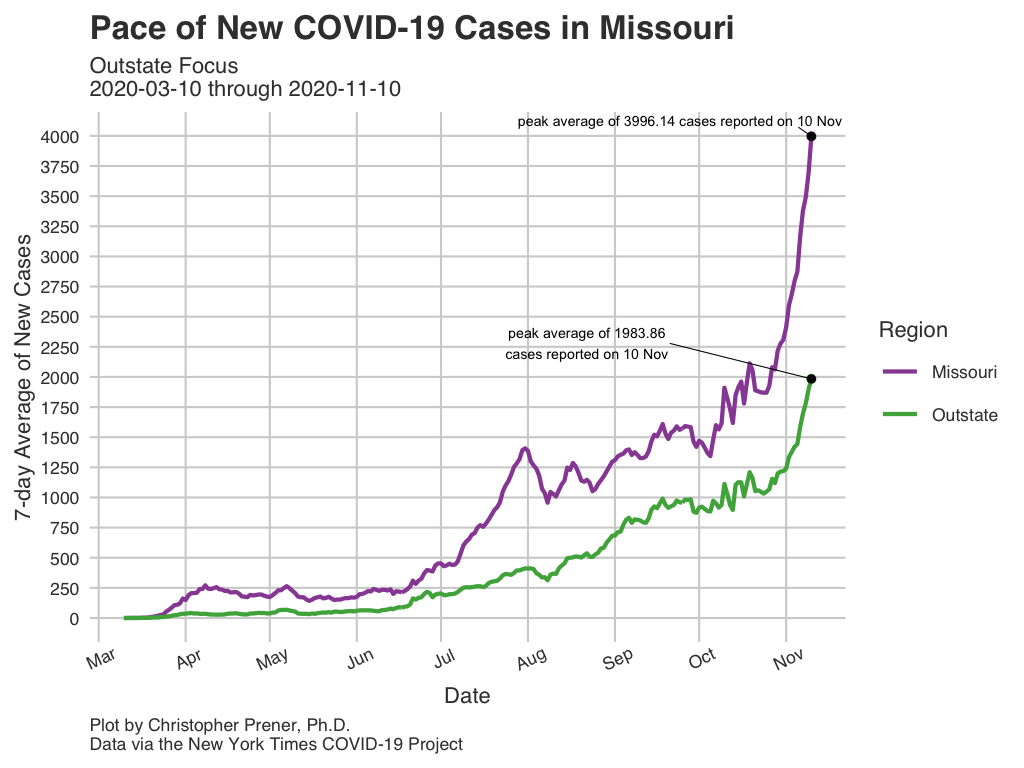 Pace of New COVID-19 Cases in Missouri
Outstate Focus
2020-03-10 through 2020-11-10
peak average of 3996.14 cases reported on 10 Nov
4000
3750
3500
3250
3000
2750
2500
2250
2000
1750
1500
1250
1000
750
500
250
0
7-day Average of New Cases
peak average of 1983.86
cases reported on 10 Nov
Region
Missouri
Outstate
Mar
Apr
May
Jun
Jul
Aug
Sep
Oct
Nov
Date
Plot by Christopher Prener, Ph.D.
Data via the New York Times COVID-19 Project